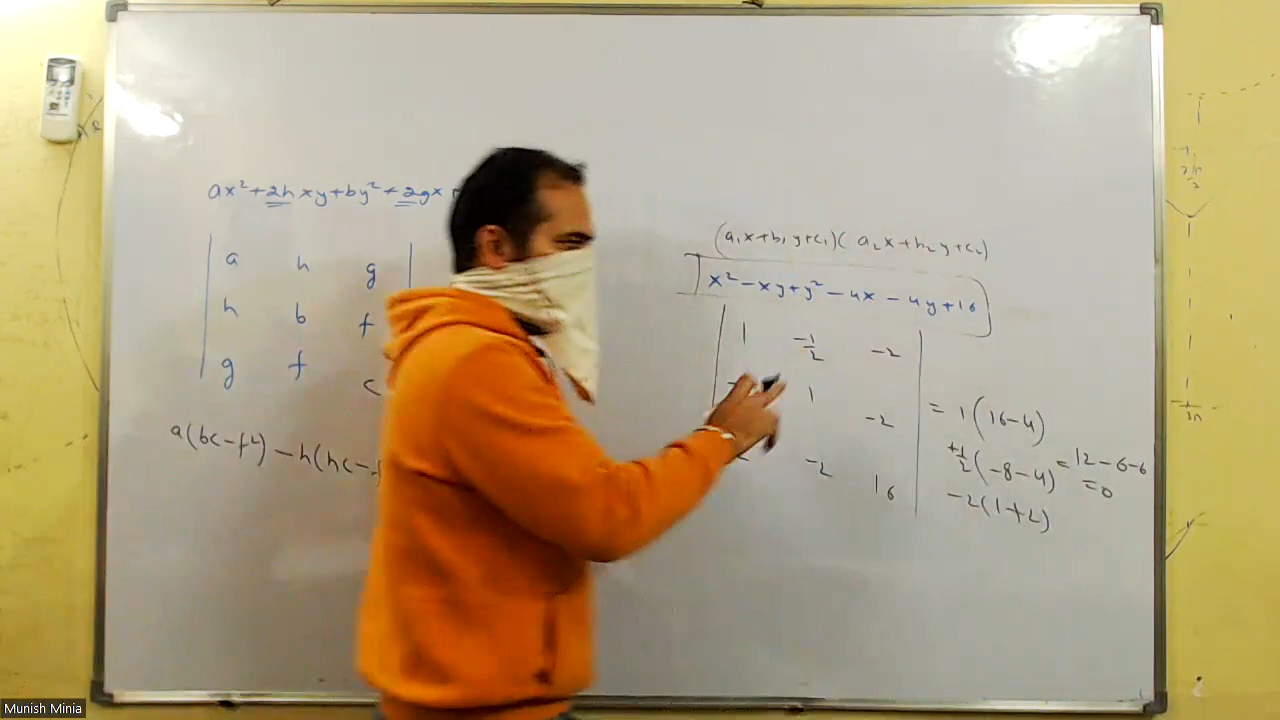 ax² + 2hxy + by² + 2gx
a h g
h b f
g f c
a(bc-f²) - h(hc-f
(a₁x+b₁y+c₁)( a₂x+b₂y+c₂)
x² - xy + y² - 4x - 4y + 16
1 -1/2 -2
1 -2
-2 16
= 1(16-4)
+1/2(-8-4) = 12-6-6
-2(1+2) = 0
Munish Minia